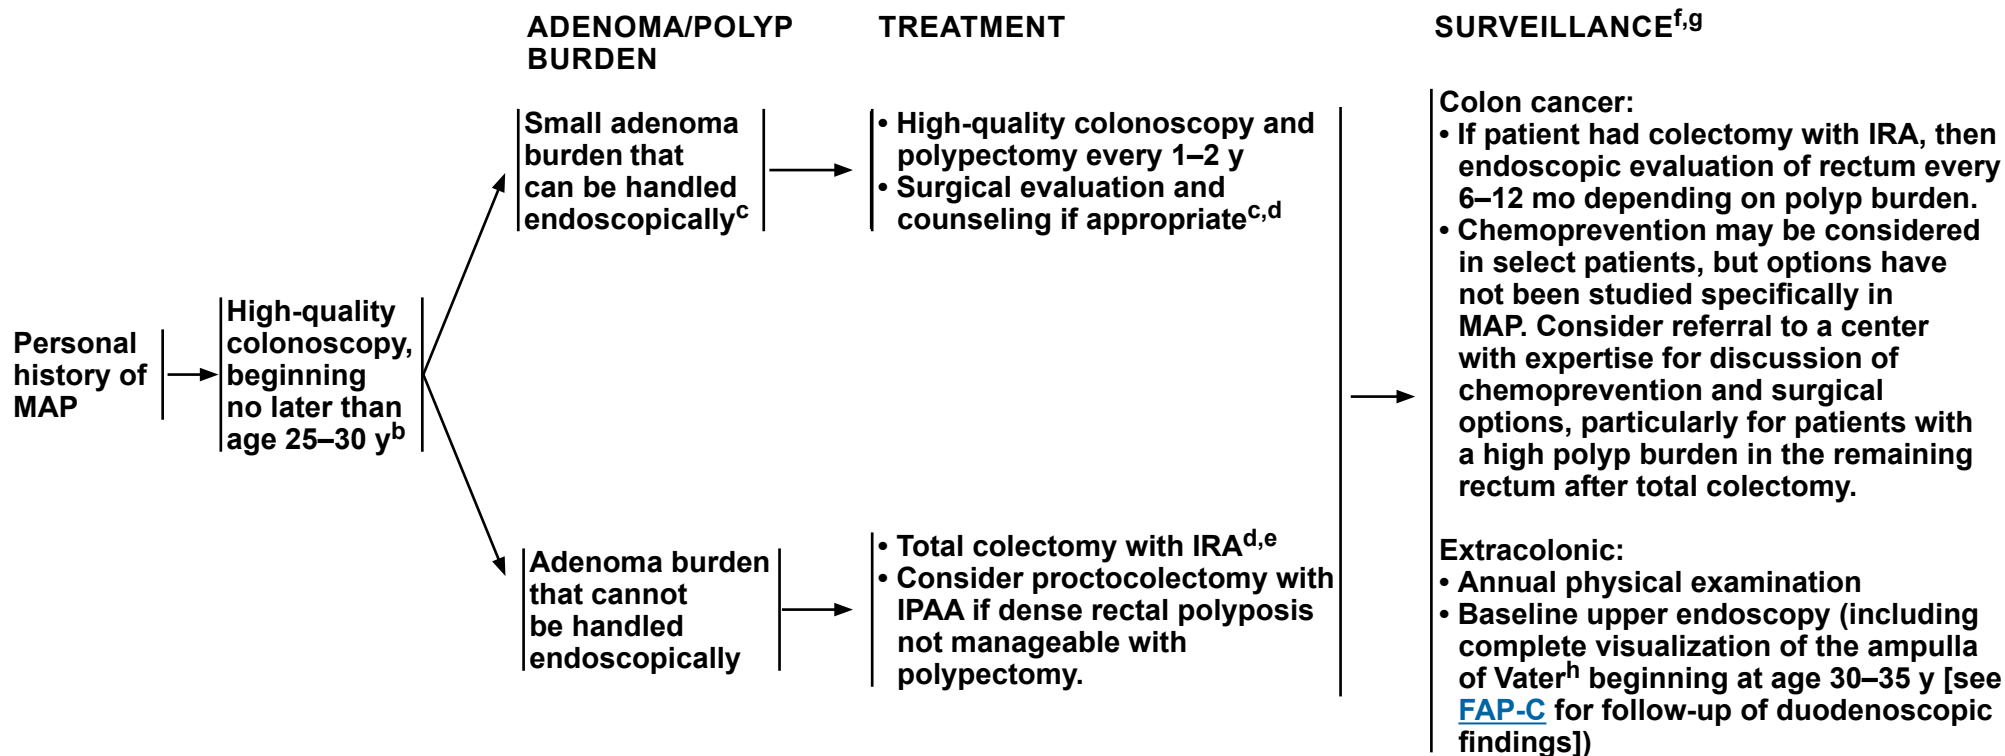 ADENOMA/POLYP
BURDEN
TREATMENT
SURVEILLANCEf,g
Personal
history of
MAP
High-quality
colonoscopy,
beginning
no later than
age 25–30 yb
Small adenoma
burden that
can be handled
endoscopicallyc
• High-quality colonoscopy and
polypectomy every 1–2 y
• Surgical evaluation and
counseling if appropriatec,d
Adenoma burden
that cannot
be handled
endoscopically
• Total colectomy with IRAd,e
• Consider proctocolectomy with
IPAA if dense rectal polyposis
not manageable with
polypectomy.
Colon cancer:
• If patient had colectomy with IRA, then
endoscopic evaluation of rectum every
6–12 mo depending on polyp burden.
• Chemoprevention may be considered
in select patients, but options have
not been studied specifically in
MAP. Consider referral to a center
with expertise for discussion of
chemoprevention and surgical
options, particularly for patients with
a high polyp burden in the remaining
rectum after total colectomy.
Extracolonic:
• Annual physical examination
• Baseline upper endoscopy (including
complete visualization of the ampulla
of Vaterh beginning at age 30–35 y [see
FAP-C for follow-up of duodenoscopic
findings])